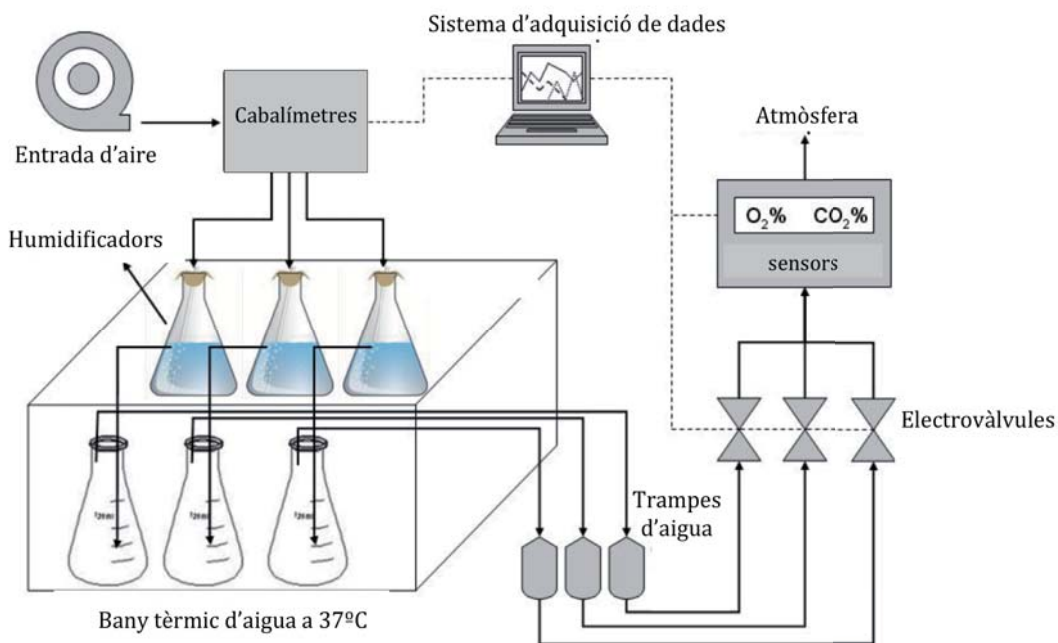 Sistema d'adquisició de dades
Cabalímetres
Entrada d'aire
Atmòsfera
O₂% CO₂%
sensors
Humidificadors
Electrovàlvules
Trampes
d'aigua
Bany tèrmic d'aigua a 37ºC